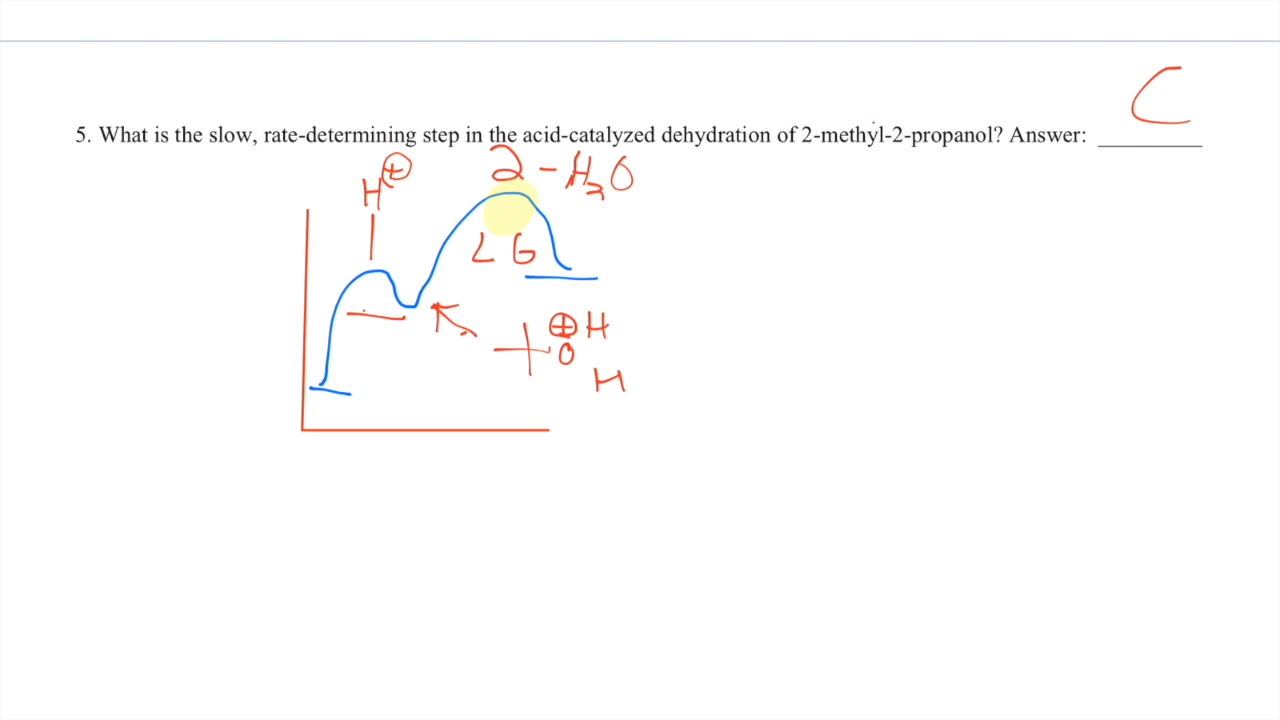 C
5. What is the slow, rate-determining step in the acid-catalyzed dehydration of 2-methyl-2-propanol? Answer: __________
H⊕
2 - H₂O
LG
⊕ H
O
H